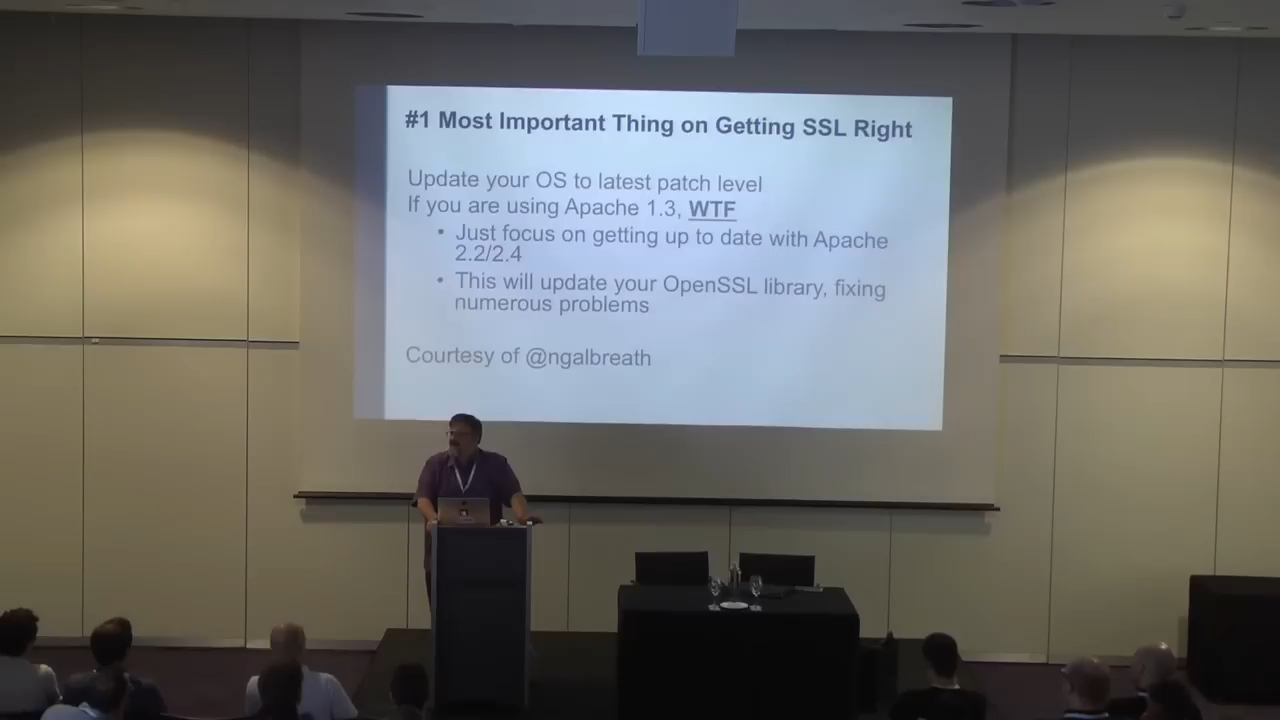 #1 Most Important Thing on Getting SSL Right
Update your OS to latest patch level
If you are using Apache 1.3, WTF
• Just focus on getting up to date with Apache
2.2/2.4
• This will update your OpenSSL library, fixing
numerous problems
Courtesy of @ngalbreath